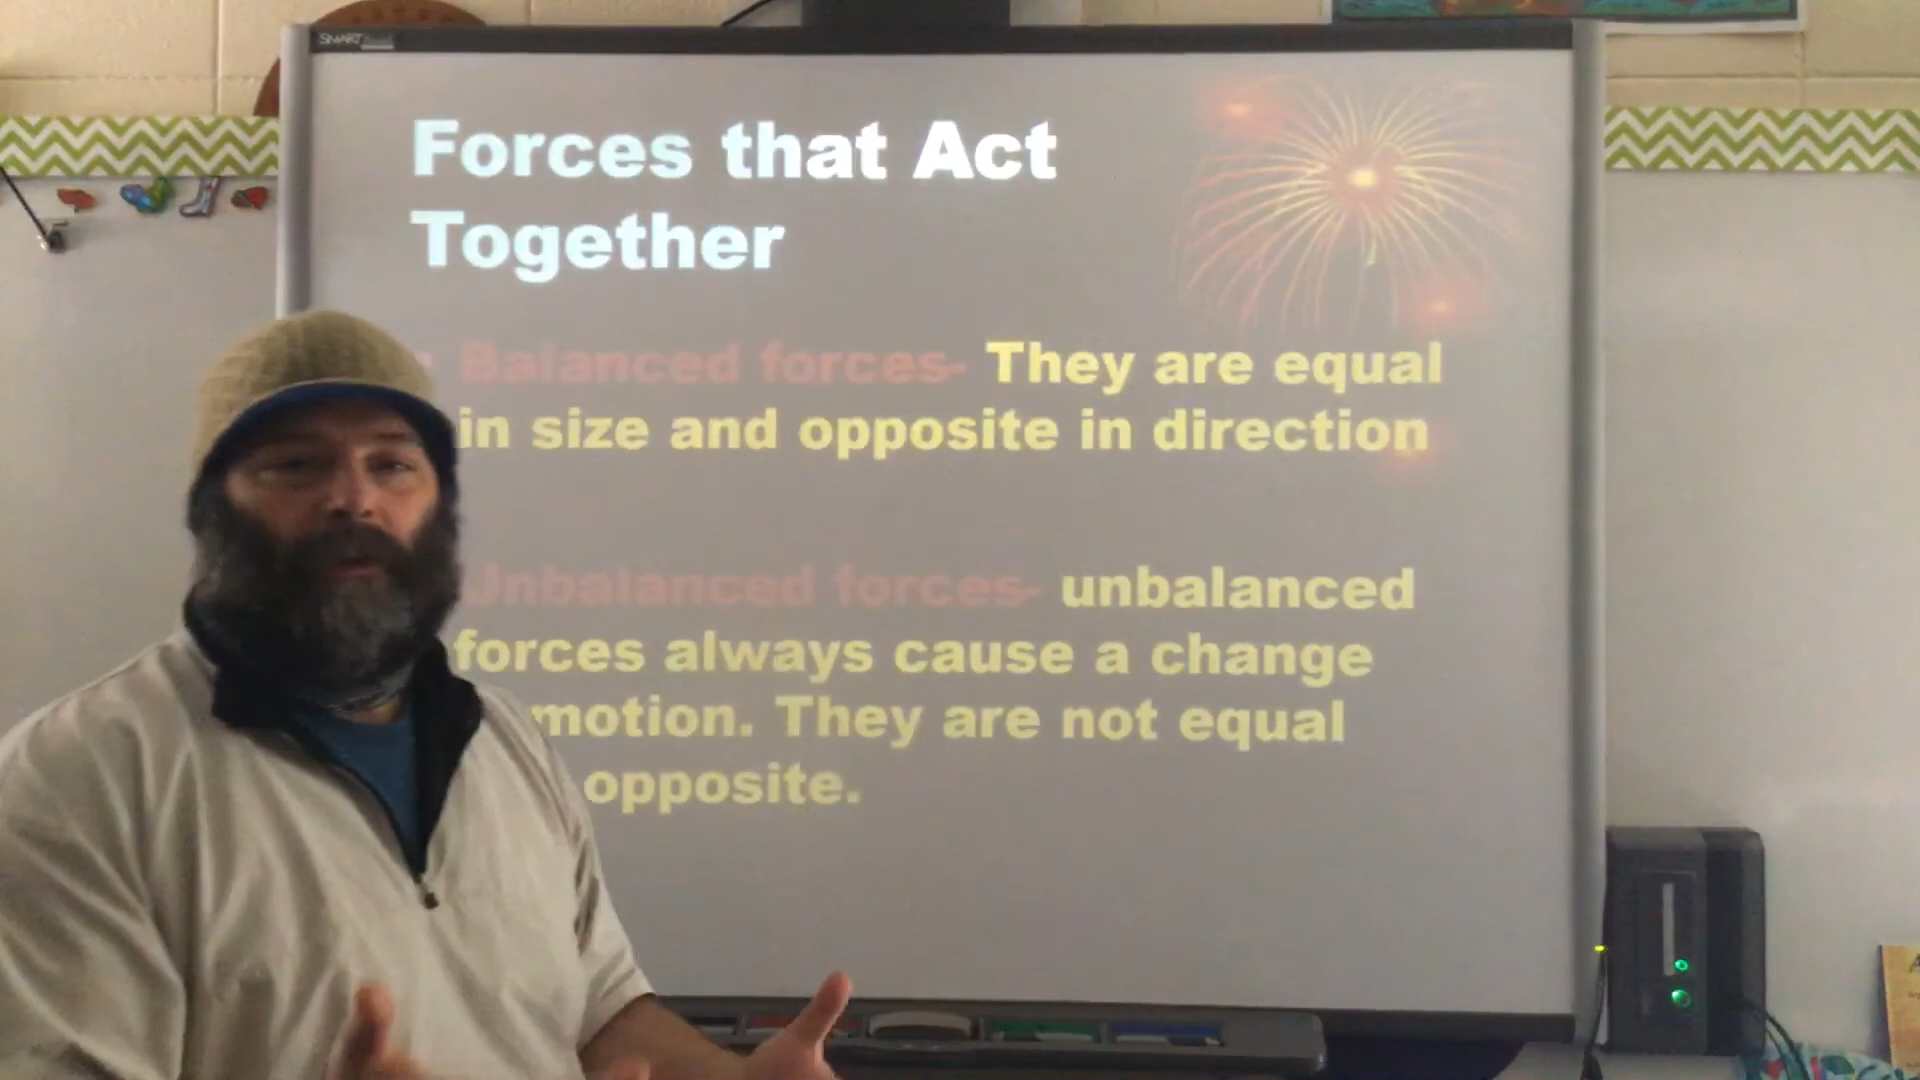 SMART
Forces that Act
Together
Balanced forces- They are equal
in size and opposite in direction
Unbalanced forces- unbalanced
forces always cause a change
motion. They are not equal
opposite.